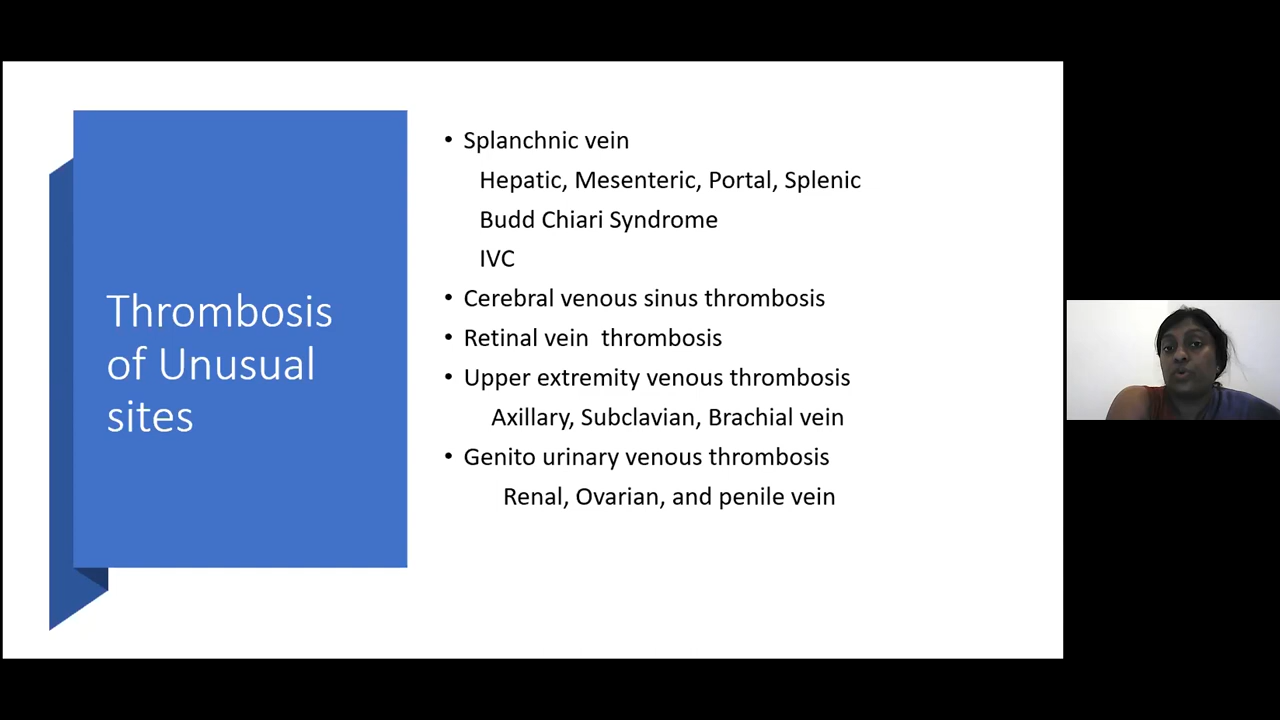 Thrombosis
of Unusual
sites
• Splanchnic vein
Hepatic, Mesenteric, Portal, Splenic
Budd Chiari Syndrome
IVC
• Cerebral venous sinus thrombosis
• Retinal vein  thrombosis
• Upper extremity venous thrombosis
Axillary, Subclavian, Brachial vein
• Genito urinary venous thrombosis
Renal, Ovarian, and penile vein